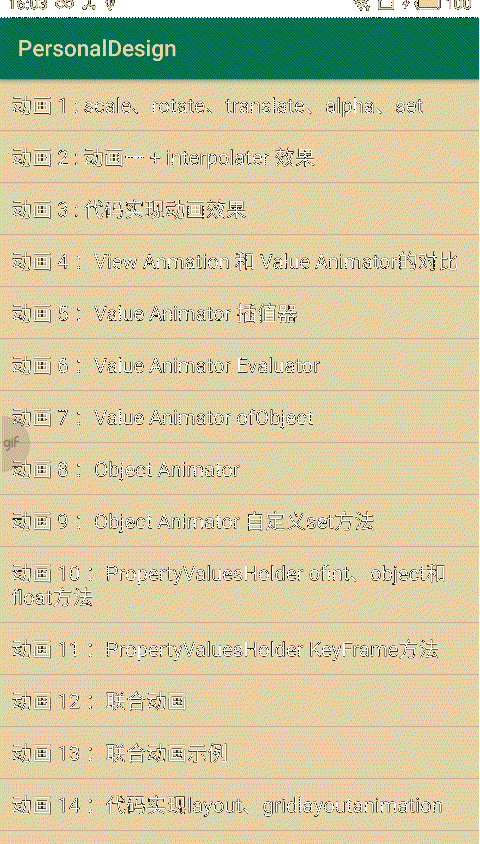 16:03
100
PersonalDesign
动画 1 : scale、rotate、translate、alpha、set
动画 2 : 动画一 + interpolater 效果
动画 3 : 代码实现动画效果
动画 4 : View Anmation 和 Value Animator的对比
动画 5 : Value Animator 插值器
动画 6 : Value Animator Evaluator
动画 7 : Value Animator ofObject
gif
动画 8 : Object Animator
动画 9 : Object Animator 自定义set方法
动画 10 : PropertyValuesHolder ofint、object和
float方法
动画 11 : PropertyValuesHolder KeyFrame方法
动画 12 : 联合动画
动画 13 : 联合动画示例
动画 14 : 代码实现layout、gridlayoutanimation